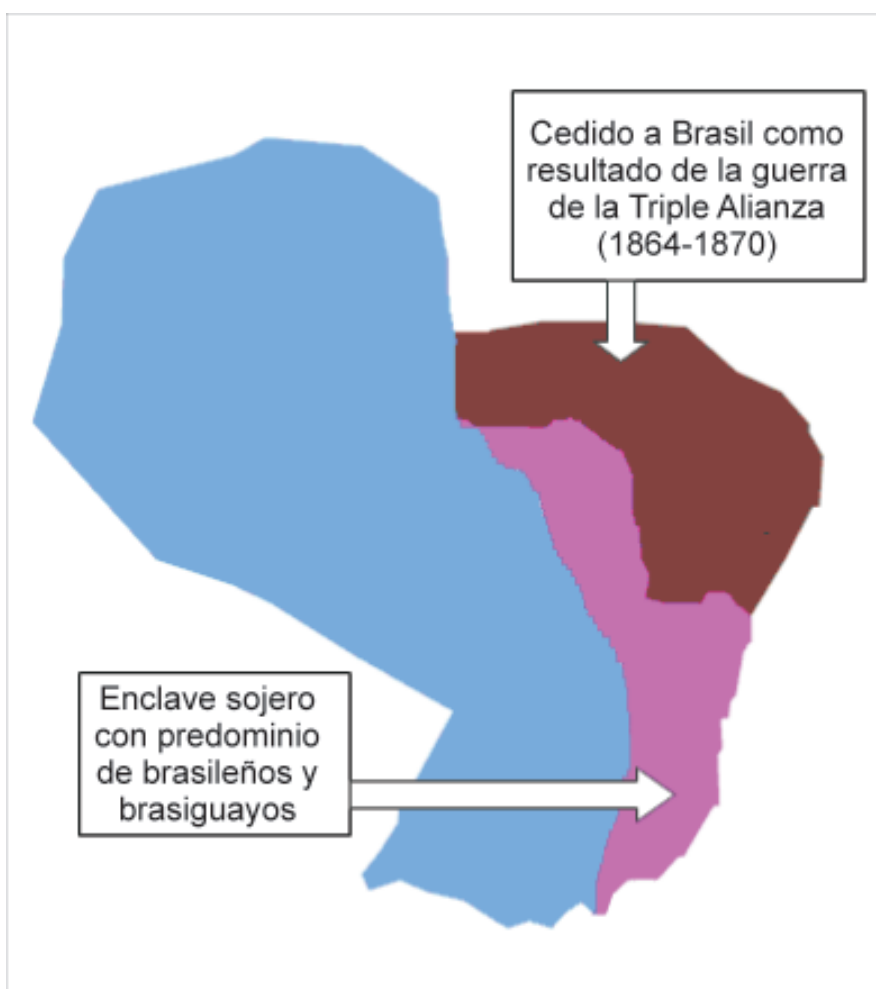 Cedido a Brasil como
resultado de la guerra
de la Triple Alianza
(1864-1870)
Enclave sojero
con predominio
de brasileños y
brasiguayos